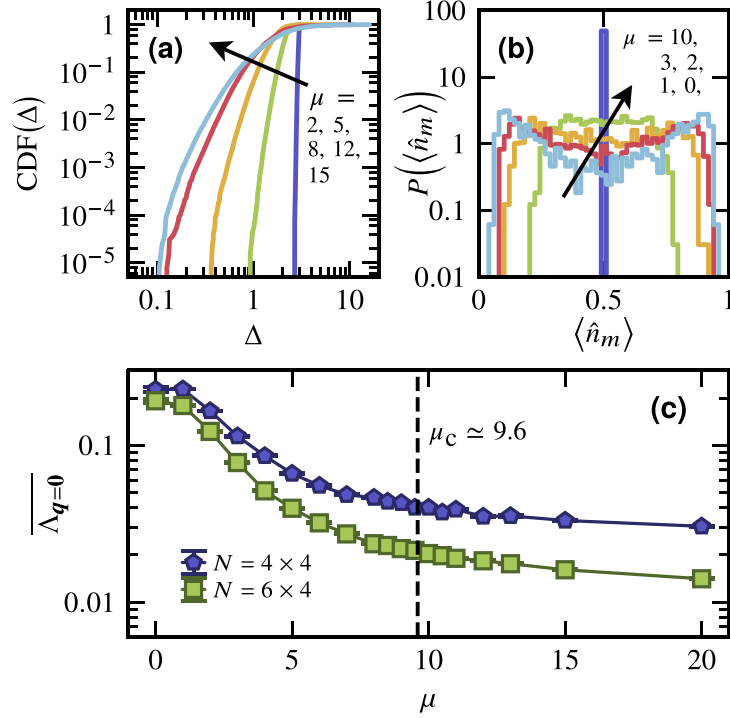 (a)
1
10⁻¹
10⁻²
10⁻³
10⁻⁴
10⁻⁵
CDF(Δ)
μ =
2, 5,
8, 12,
15
0.1
1
10
Δ
(b)
100
10
1
0.1
0.01
P(⟨n̂ₘ⟩)
μ = 10,
3, 2,
1, 0,
0
0.5
1
⟨n̂ₘ⟩
(c)
0.1
0.01
Λ̅_{q=0}
μ_c ≃ 9.6
N = 4 × 4
N = 6 × 4
0
5
10
15
20
μ